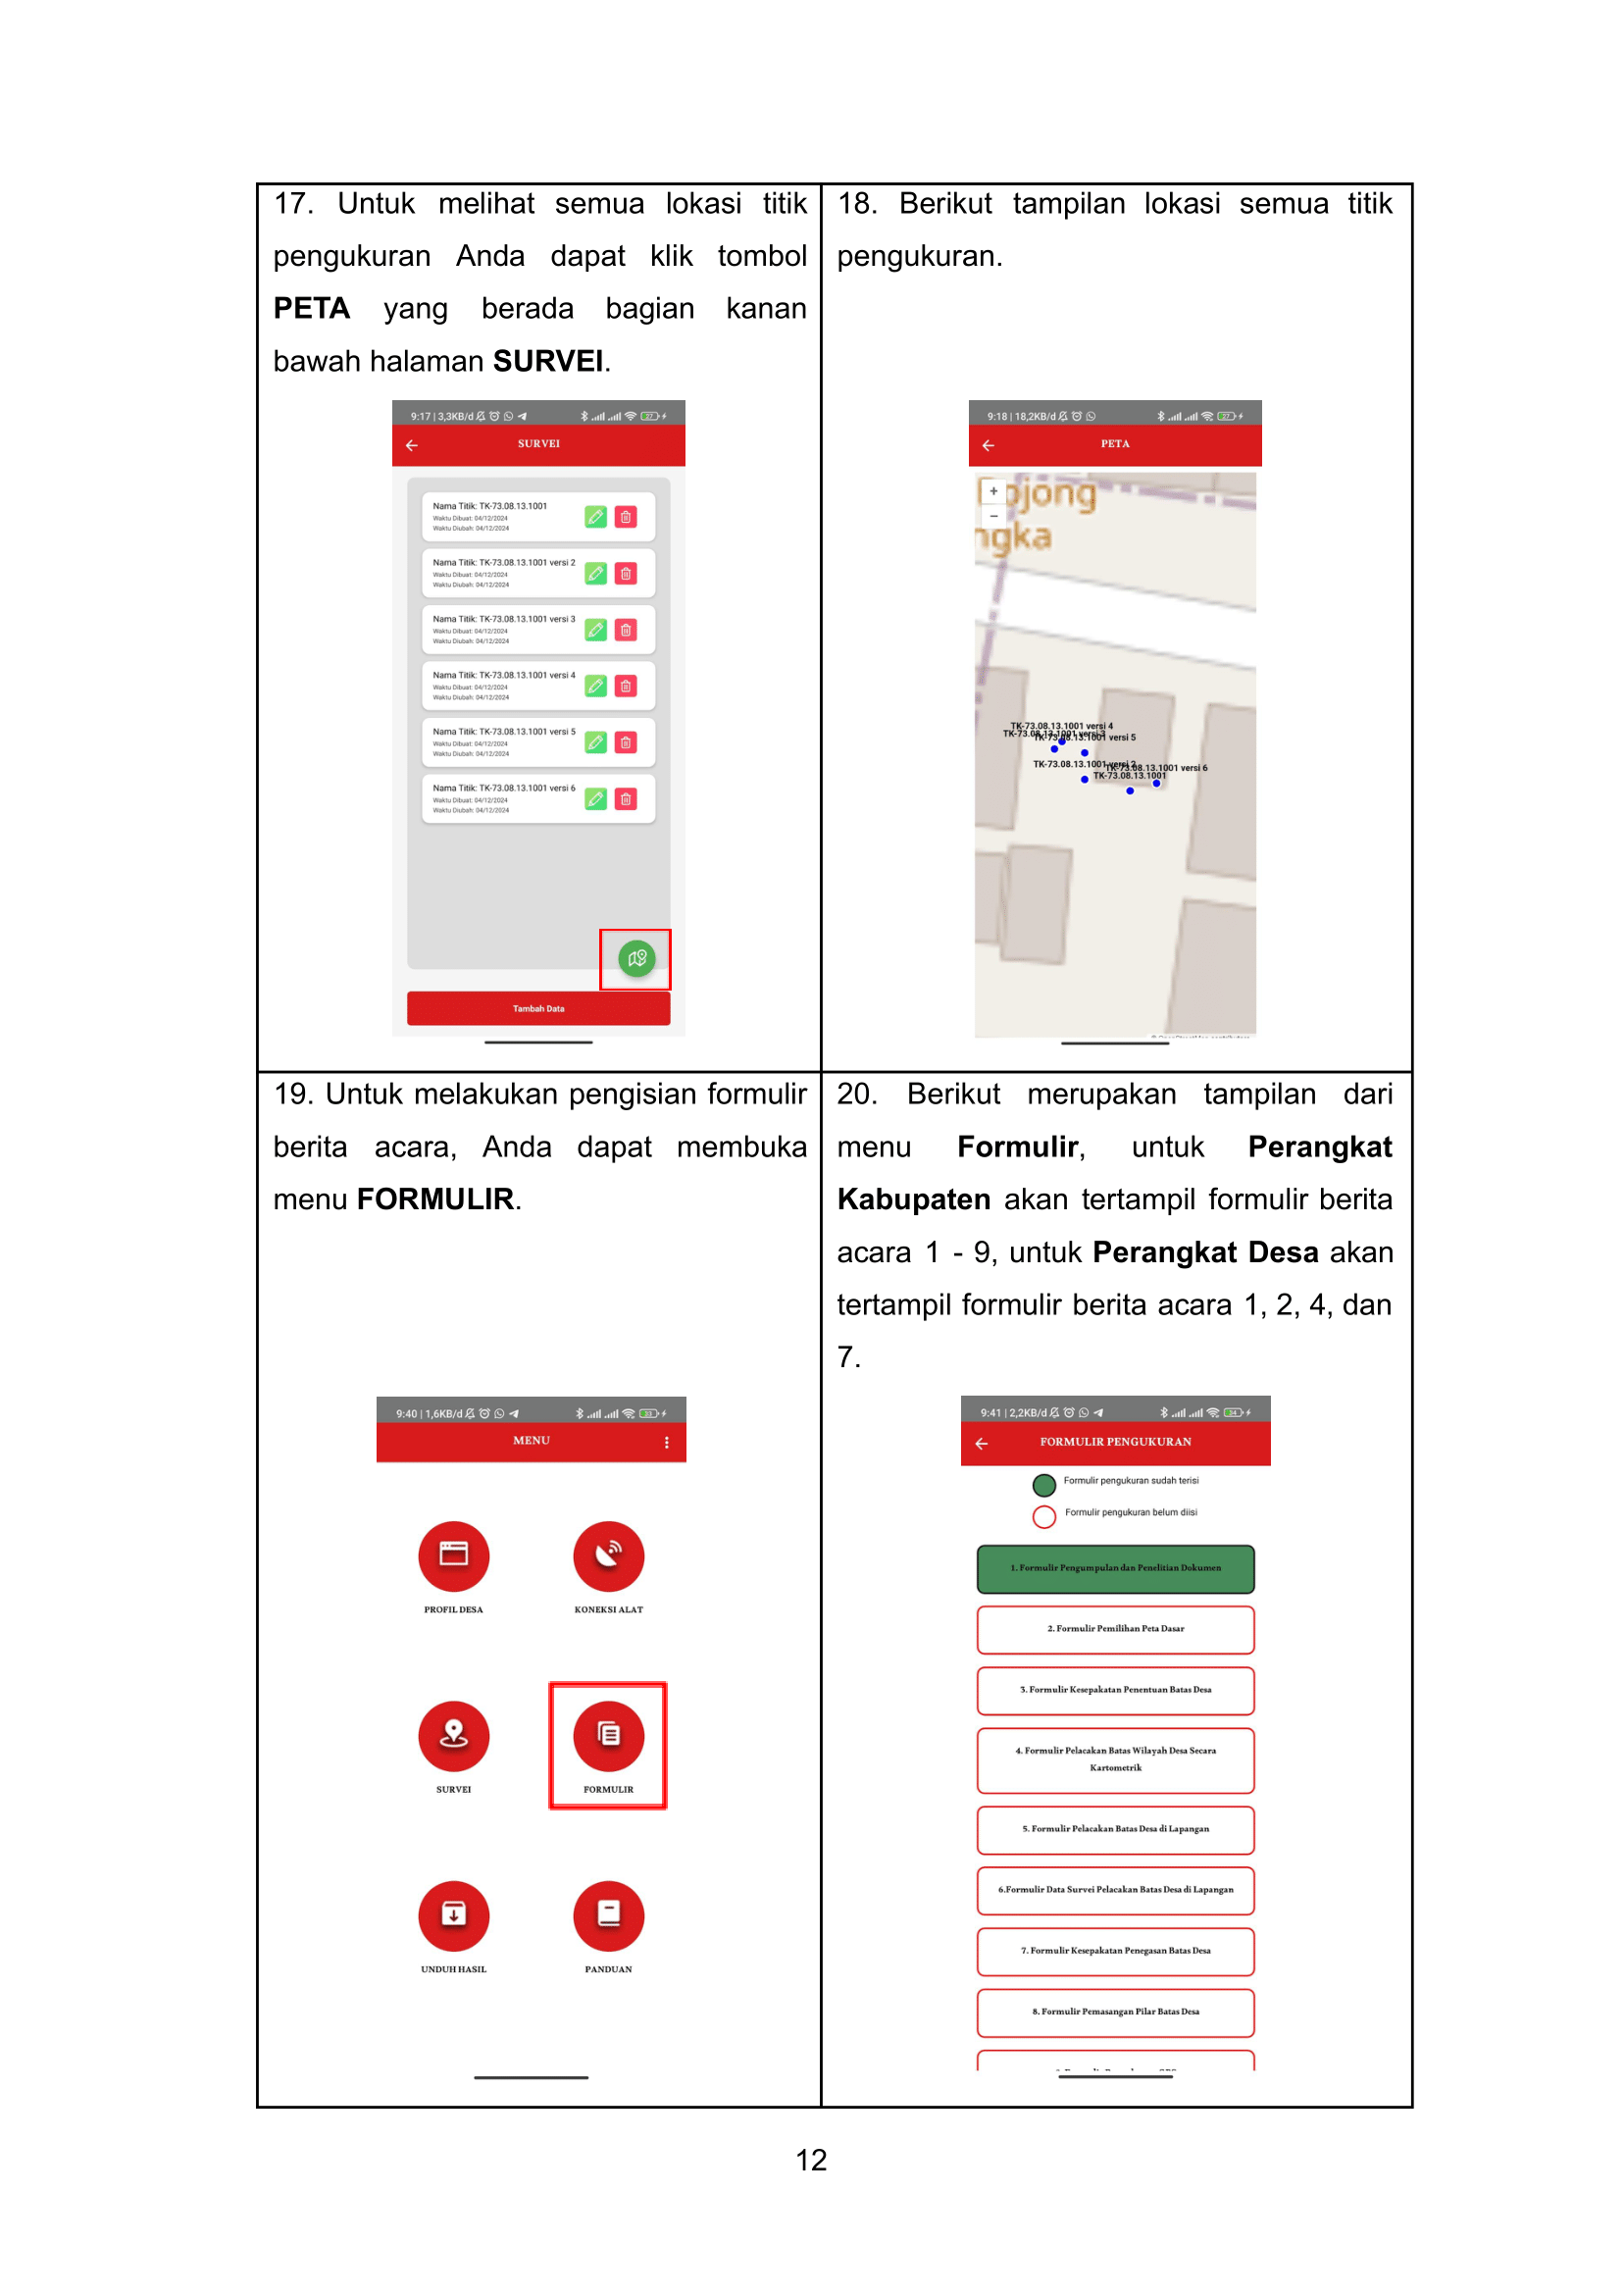 17. Untuk melihat semua lokasi titik
pengukuran Anda dapat klik tombol
PETA yang berada bagian kanan
bawah halaman SURVEI.
9:17 | 3,3KB/d
27
SURVEI
Nama Titik: TK-73.08.13.1001
Waktu Dibuat: 04/12/2024
Waktu Diubah: 04/12/2024
Nama Titik: TK-73.08.13.1001 versi 2
Waktu Dibuat: 04/12/2024
Waktu Diubah: 04/12/2024
Nama Titik: TK-73.08.13.1001 versi 3
Waktu Dibuat: 04/12/2024
Waktu Diubah: 04/12/2024
Nama Titik: TK-73.08.13.1001 versi 4
Waktu Dibuat: 04/12/2024
Waktu Diubah: 04/12/2024
Nama Titik: TK-73.08.13.1001 versi 5
Waktu Dibuat: 04/12/2024
Waktu Diubah: 04/12/2024
Nama Titik: TK-73.08.13.1001 versi 6
Waktu Dibuat: 04/12/2024
Waktu Diubah: 04/12/2024
Tambah Data
18. Berikut tampilan lokasi semua titik
pengukuran.
9:18 | 18,2KB/d
27
PETA
+
−
TK-73.08.13.1001 versi 4
TK-73.08.13.1001 versi 3
TK-73.08.13.1001 versi 5
TK-73.08.13.1001 versi 2
TK-73.08.13.1001 versi 6
TK-73.08.13.1001
19. Untuk melakukan pengisian formulir
berita acara, Anda dapat membuka
menu FORMULIR.
9:40 | 1,6KB/d
33
MENU
PROFIL DESA
KONEKSI ALAT
SURVEI
FORMULIR
UNDUH HASIL
PANDUAN
20. Berikut merupakan tampilan dari
menu Formulir, untuk Perangkat
Kabupaten akan tertampil formulir berita
acara 1 - 9, untuk Perangkat Desa akan
tertampil formulir berita acara 1, 2, 4, dan
7.
9:41 | 2,2KB/d
34
FORMULIR PENGUKURAN
Formulir pengukuran sudah terisi
Formulir pengukuran belum diisi
1. Formulir Pengumpulan dan Penelitian Dokumen
2. Formulir Pemilihan Peta Dasar
3. Formulir Kesepakatan Penentuan Batas Desa
4. Formulir Pelacakan Batas Wilayah Desa Secara
Kartometrik
5. Formulir Pelacakan Batas Desa di Lapangan
6.Formulir Data Survei Pelacakan Batas Desa di Lapangan
7. Formulir Kesepakatan Penegasan Batas Desa
8. Formulir Pemasangan Pilar Batas Desa
12